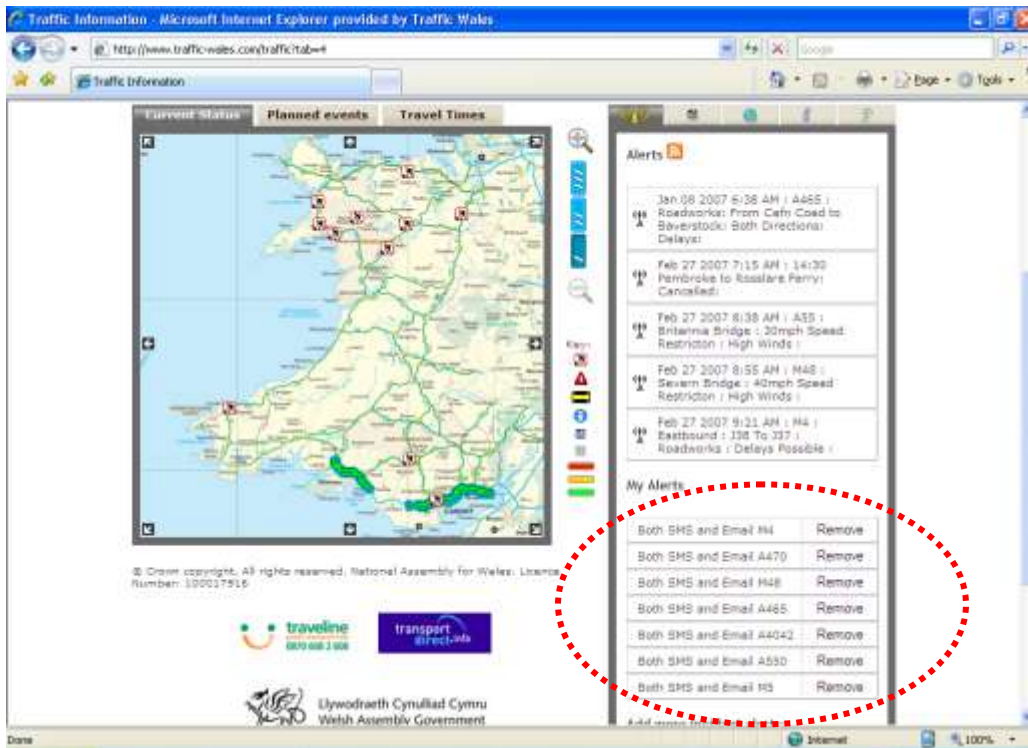 Traffic Information - Microsoft Internet Explorer provided by Traffic Wales
http://www.traffic-wales.com/traffic?tab=4
Google
Traffic Information
Page
Tools
Current Status
Planned events
Travel Times
Alerts
Jan 08 2007 6:38 AM : A465 :
Roadworks: From Cefn Coed to
Baverstock: Both Directions:
Delays:
Feb 27 2007 7:15 AM : 14:30
Pembroke to Rosslare Ferry:
Cancelled:
Feb 27 2007 8:38 AM : A55 :
Britannia Bridge : 30mph Speed
Restriction : High Winds :
Feb 27 2007 8:55 AM : M48 :
Severn Bridge : 40mph Speed
Restriction : High Winds :
Feb 27 2007 9:21 AM : M4 :
Eastbound : J38 To J37 :
Roadworks : Delays Possible :
Key:
My Alerts
Both SMS and Email M4 Remove
Both SMS and Email A470 Remove
Both SMS and Email M48 Remove
Both SMS and Email A465 Remove
Both SMS and Email A4042 Remove
Both SMS and Email A550 Remove
Both SMS and Email M5 Remove
© Crown copyright. All rights reserved. National Assembly for Wales. Licence
Number: 100017916
traveline
0870 608 2 608
transport
direct.info
Llywodraeth Cynulliad Cymru
Welsh Assembly Government
Done
Internet
100%